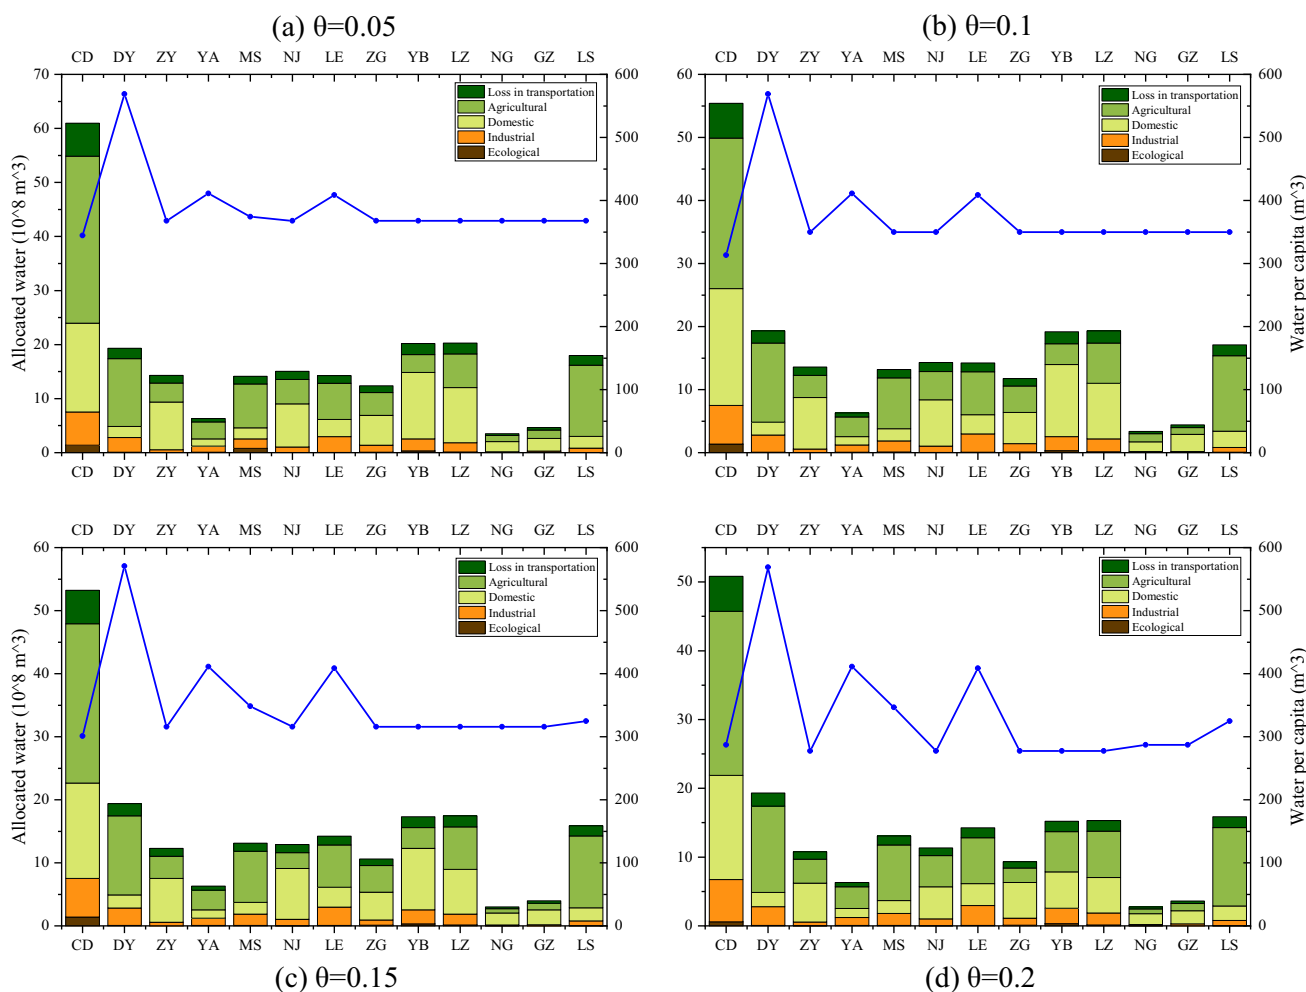 (a) θ=0.05
(b) θ=0.1
CD DY ZY YA MS NJ LE ZG YB LZ NG GZ LS
CD DY ZY YA MS NJ LE ZG YB LZ NG GZ LS
70
60
50
40
30
20
10
0
Allocated water (10^8 m^3)
600
500
400
300
200
100
0
Loss in transportation
Agricultural
Domestic
Industrial
Ecological
60
50
40
30
20
10
0
600
500
400
300
200
100
0
Water per capita (m^3)
Loss in transportation
Agricultural
Domestic
Industrial
Ecological
CD DY ZY YA MS NJ LE ZG YB LZ NG GZ LS
CD DY ZY YA MS NJ LE ZG YB LZ NG GZ LS
CD DY ZY YA MS NJ LE ZG YB LZ NG GZ LS
CD DY ZY YA MS NJ LE ZG YB LZ NG GZ LS
60
50
40
30
20
10
0
Allocated water (10^8 m^3)
600
500
400
300
200
100
0
Loss in transportation
Agricultural
Domestic
Industrial
Ecological
50
40
30
20
10
0
600
500
400
300
200
100
0
Water per capita (m^3)
Loss in transportation
Agricultural
Domestic
Industrial
Ecological
CD DY ZY YA MS NJ LE ZG YB LZ NG GZ LS
CD DY ZY YA MS NJ LE ZG YB LZ NG GZ LS
(c) θ=0.15
(d) θ=0.2